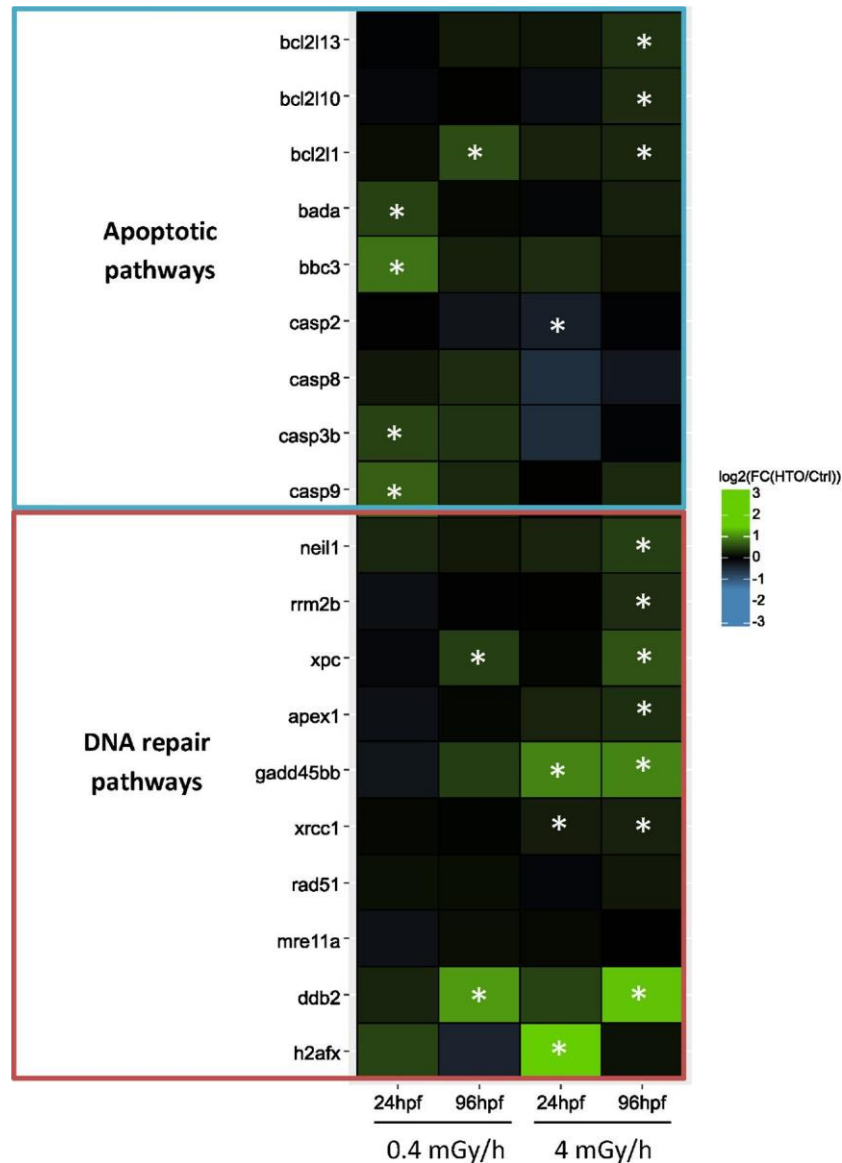 bcl2l13
*
bcl2l10
*
bcl2l1
* *
bada
*
Apoptotic
pathways
bbc3
*
casp2
*
casp8
casp3b
*
casp9
*
log2(FC(HTO/Ctrl))
3
2
1
0
-1
-2
-3
neil1
*
rrm2b
*
xpc
* *
apex1
*
DNA repair
pathways
gadd45bb
* *
xrcc1
* *
rad51
mre11a
ddb2
* *
h2afx
*
24hpf 96hpf 24hpf 96hpf
0.4 mGy/h 4 mGy/h